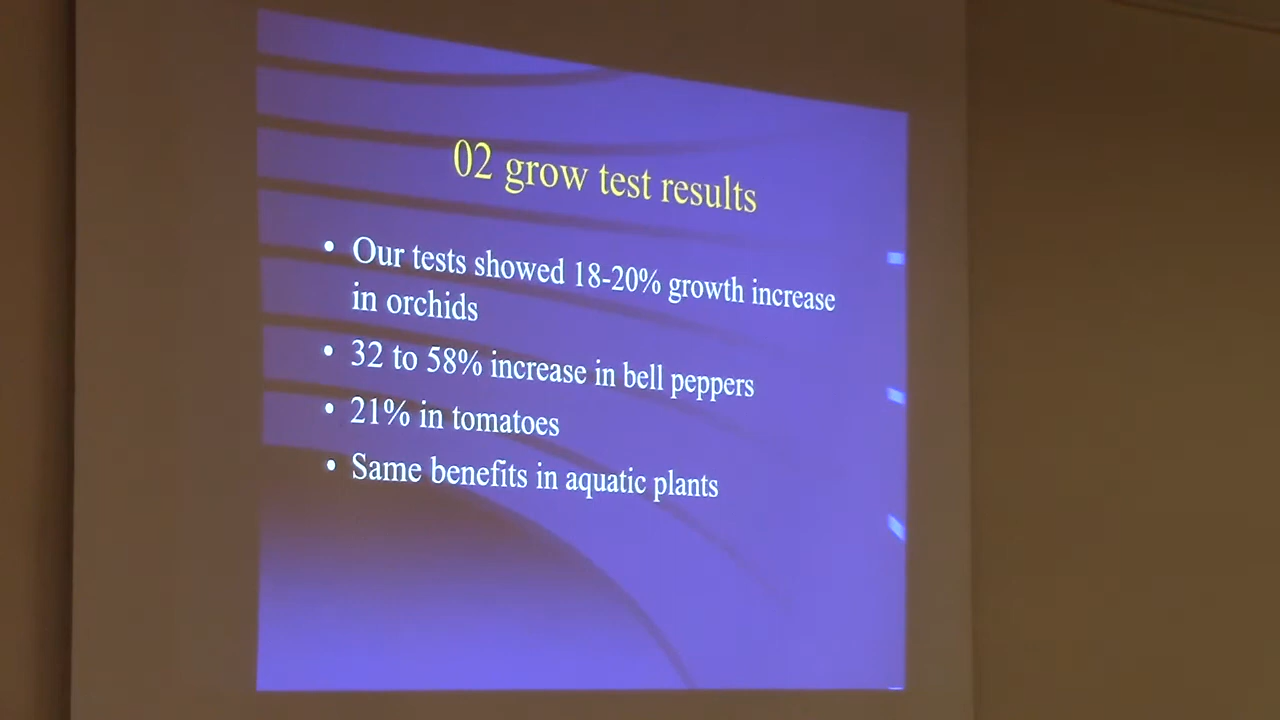 02 grow test results
• Our tests showed 18-20% growth increase
in orchids
• 32 to 58% increase in bell peppers
• 21% in tomatoes
• Same benefits in aquatic plants